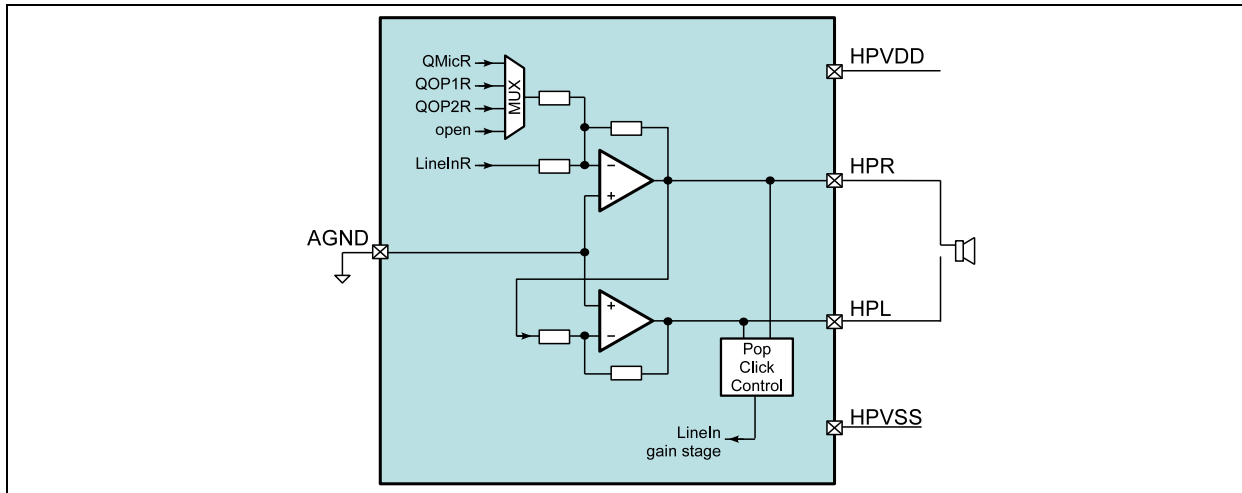 QMicR
QOP1R
QOP2R
open
MUX
LineInR
−
+
AGND
+
−
Pop
Click
Control
LineIn
gain stage
HPVDD
HPR
HPL
HPVSS